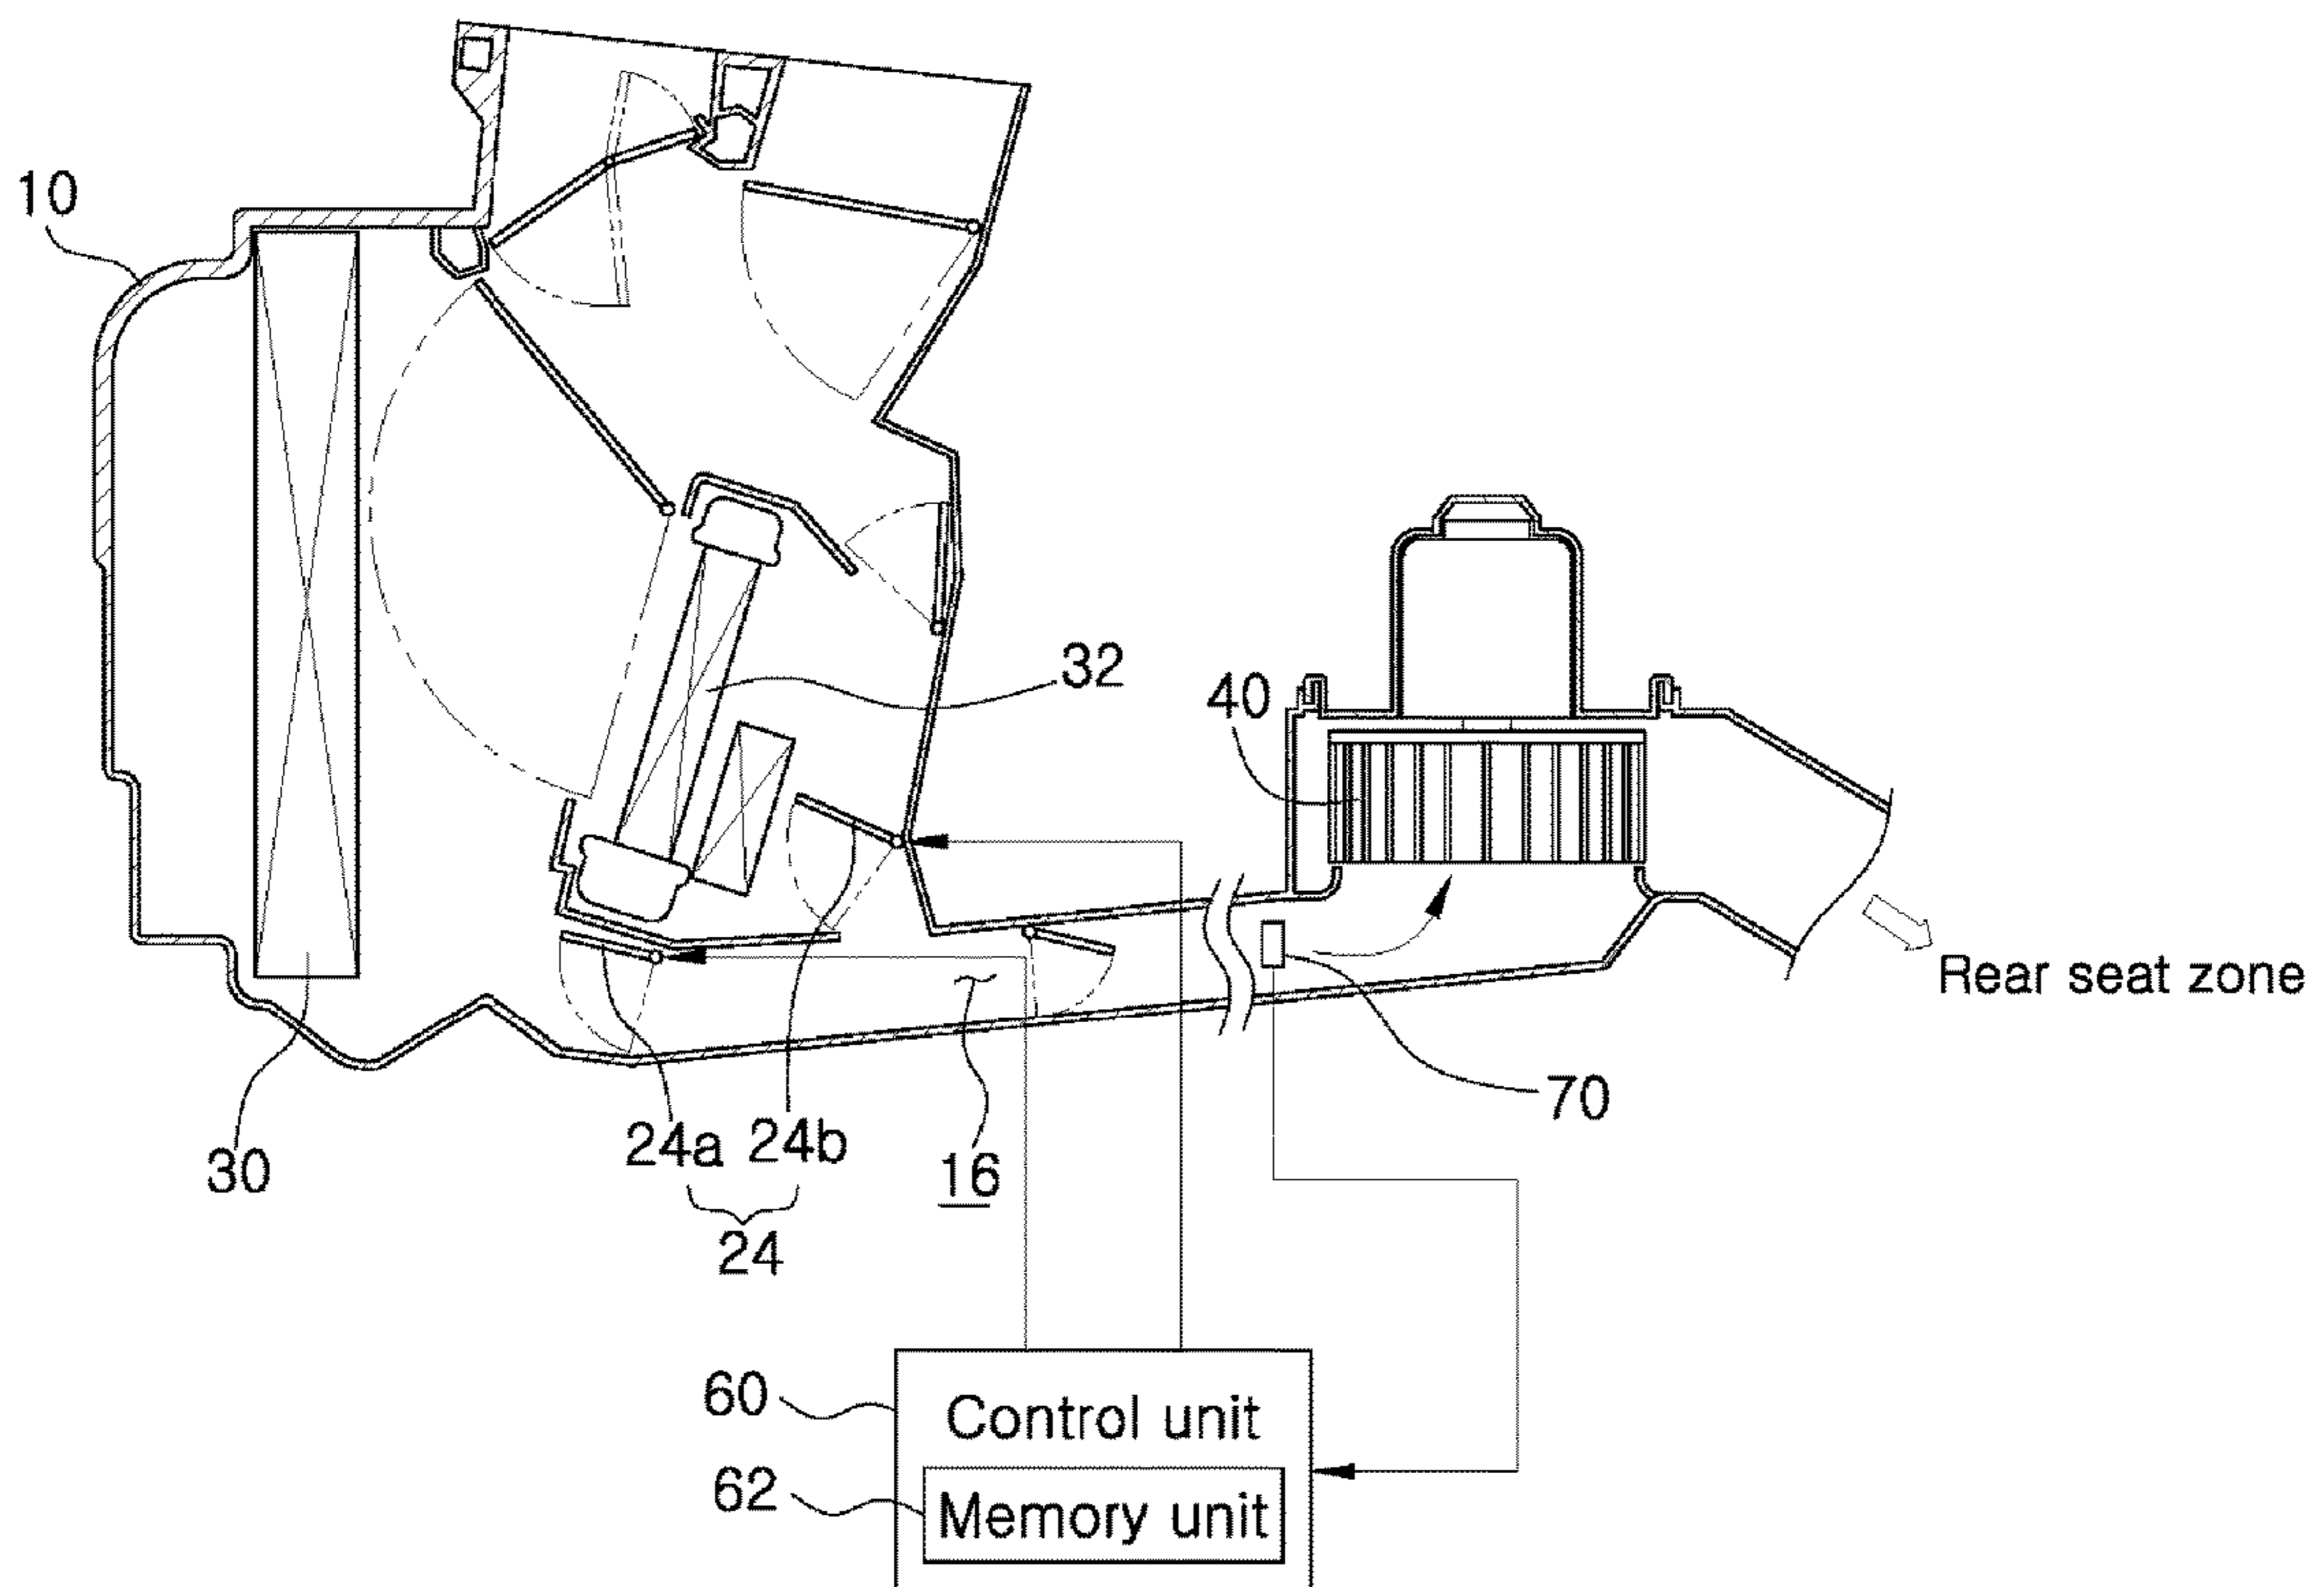 10
32
40
Rear seat zone
70
24a 24b
30
16
24
60
Control unit
62
Memory unit